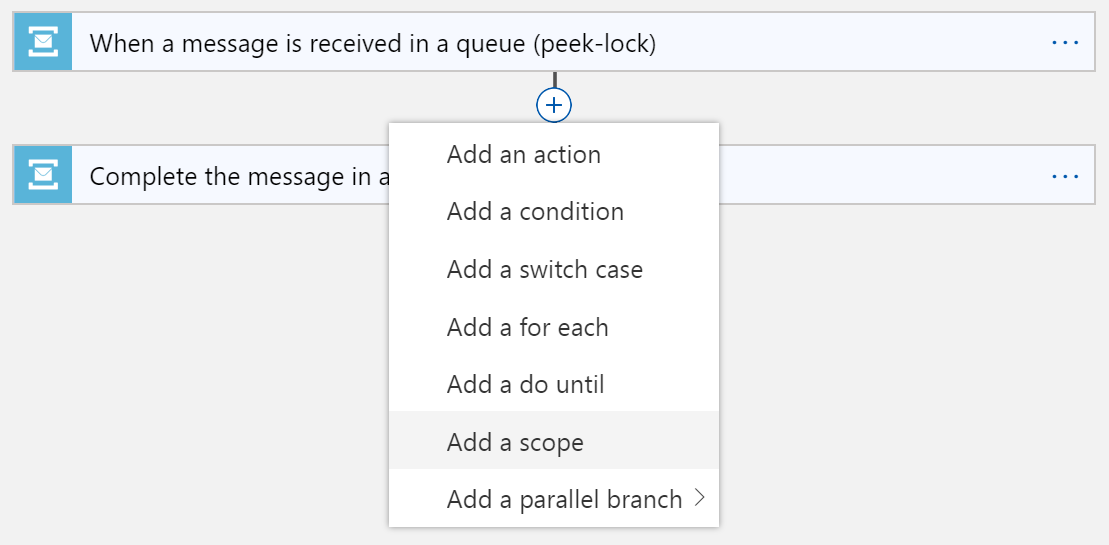 When a message is received in a queue (peek-lock)
Complete the message in a
Add an action
Add a condition
Add a switch case
Add a for each
Add a do until
Add a scope
Add a parallel branch